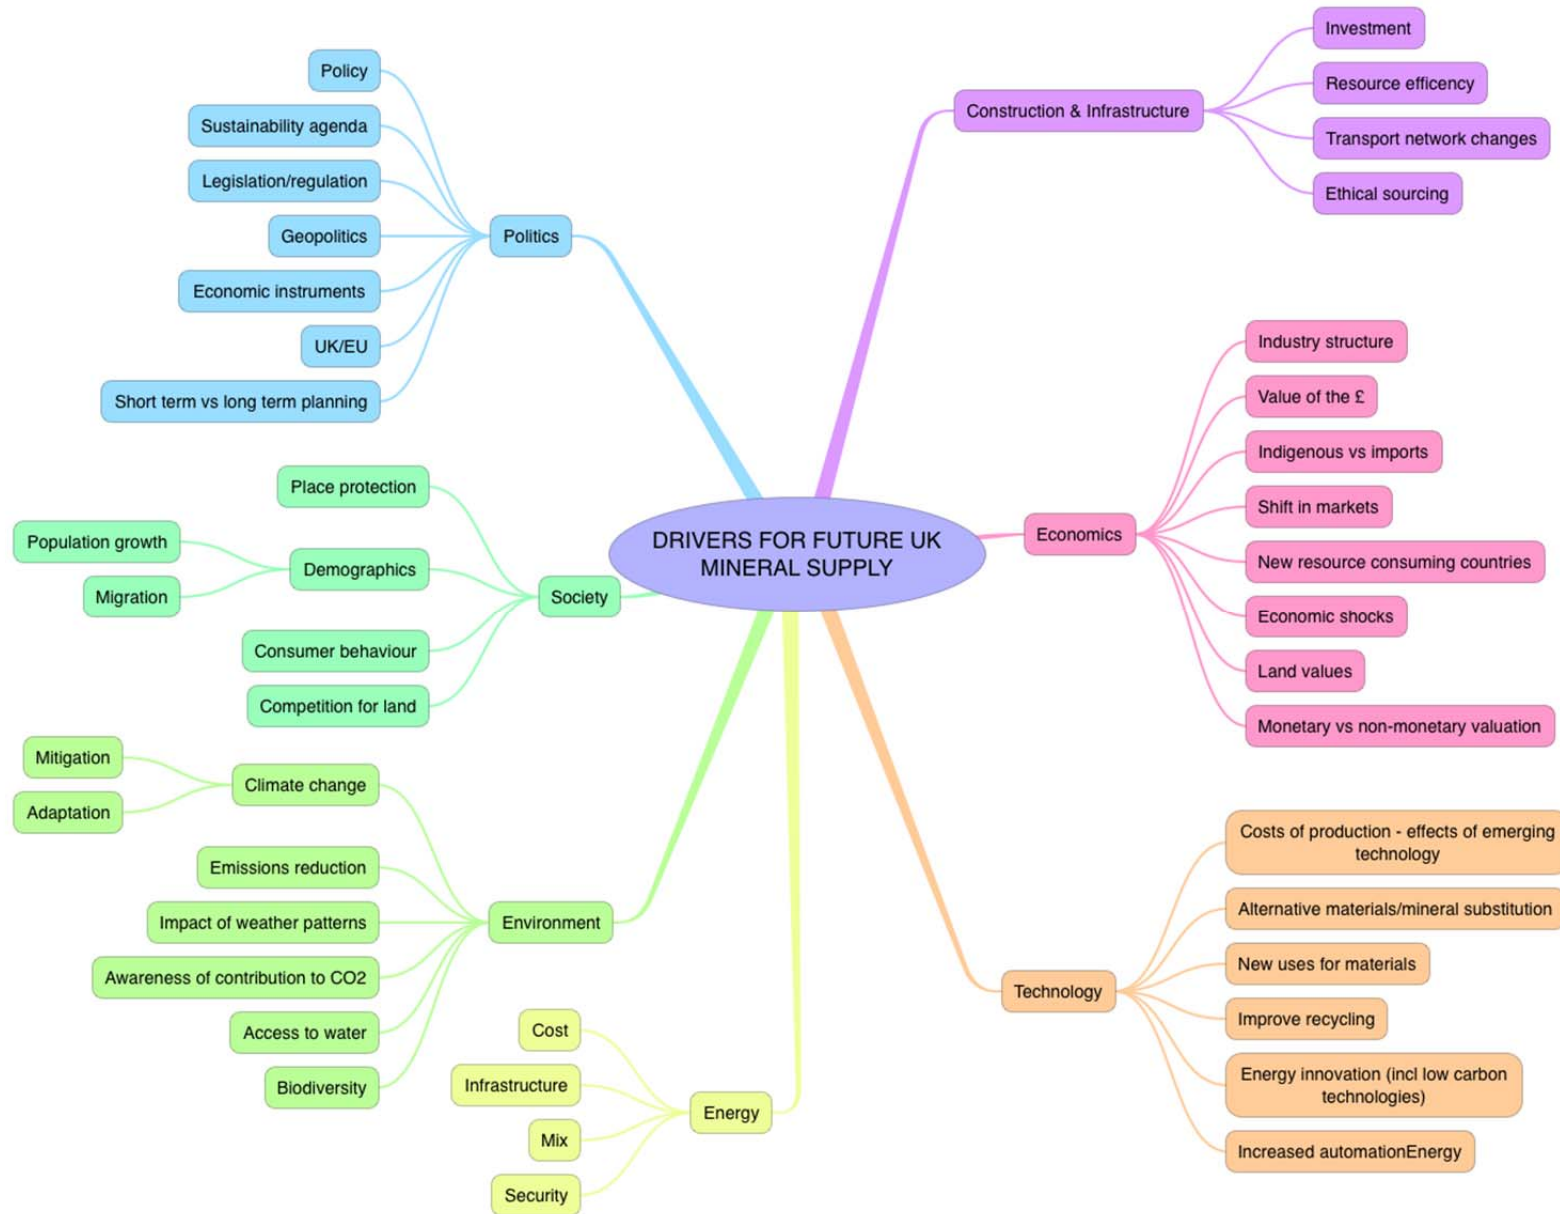 DRIVERS FOR FUTURE UK
MINERAL SUPPLY
Politics
Policy
Sustainability agenda
Legislation/regulation
Geopolitics
Economic instruments
UK/EU
Short term vs long term planning
Society
Place protection
Demographics
Population growth
Migration
Consumer behaviour
Competition for land
Environment
Climate change
Mitigation
Adaptation
Emissions reduction
Impact of weather patterns
Awareness of contribution to CO2
Access to water
Biodiversity
Energy
Cost
Infrastructure
Mix
Security
Construction & Infrastructure
Investment
Resource efficency
Transport network changes
Ethical sourcing
Economics
Industry structure
Value of the £
Indigenous vs imports
Shift in markets
New resource consuming countries
Economic shocks
Land values
Monetary vs non-monetary valuation
Technology
Costs of production - effects of emerging
technology
Alternative materials/mineral substitution
New uses for materials
Improve recycling
Energy innovation (incl low carbon
technologies)
Increased automationEnergy